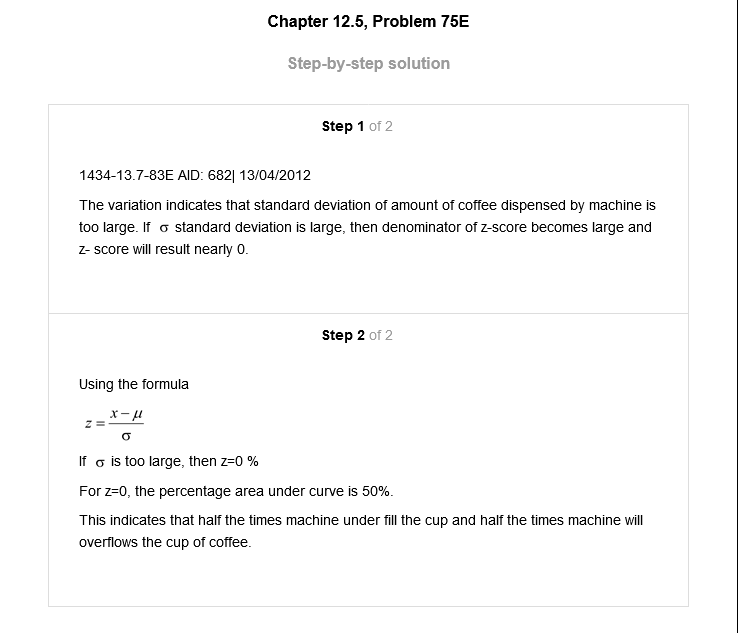 Chapter 12.5, Problem 75E
Step-by-step solution
Step 1 of 2
1434-13.7-83E AID: 682| 13/04/2012
The variation indicates that standard deviation of amount of coffee dispensed by machine is
too large. If σ standard deviation is large, then denominator of z-score becomes large and
z- score will result nearly 0.
Step 2 of 2
Using the formula
z = x − μ / σ
If σ is too large, then z=0 %
For z=0, the percentage area under curve is 50%.
This indicates that half the times machine under fill the cup and half the times machine will
overflows the cup of coffee.